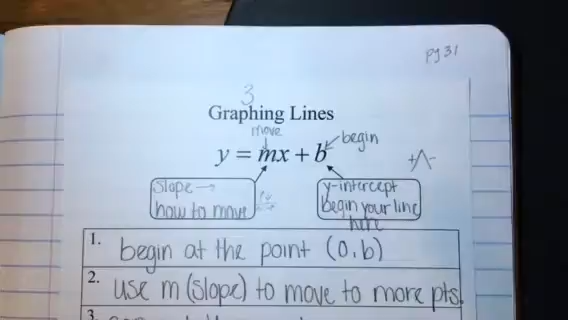 pg 31
3
Graphing Lines
move
begin
y = mx + b
+/-
slope →
how to move
y-intercept
begin your line
here
1. begin at the point (0,b)
2. use m (slope) to move to more pts.
3.